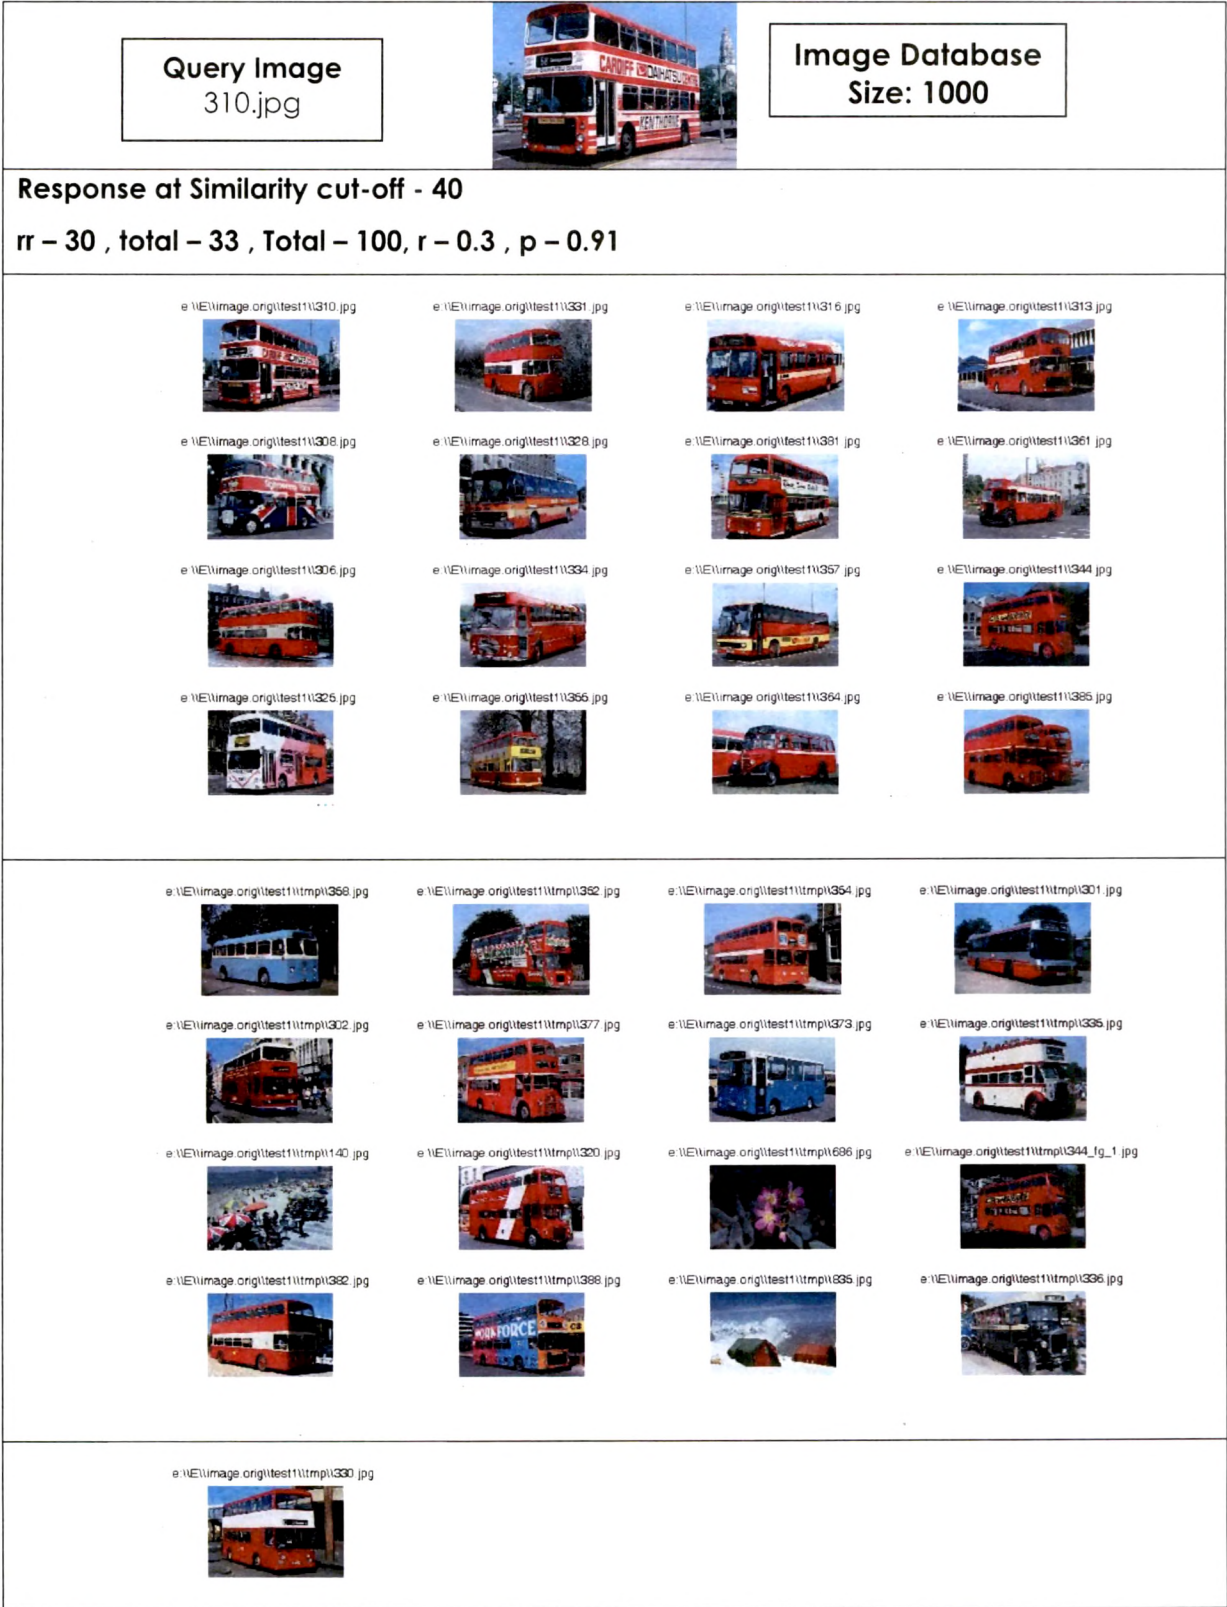 Query Image
310.jpg
CARDIFF DAIHATSU CENTRE
KENTHORNE
Image Database
Size: 1000
Response at Similarity cut-off - 40
rr – 30 , total – 33 , Total – 100, r – 0.3 , p – 0.91
e:\\E\\image.orig\\test1\\310.jpg
e:\\E\\image.orig\\test1\\331.jpg
e:\\E\\image.orig\\test1\\316.jpg
e:\\E\\image.orig\\test1\\313.jpg
e:\\E\\image.orig\\test1\\308.jpg
e:\\E\\image.orig\\test1\\328.jpg
e:\\E\\image.orig\\test1\\381.jpg
e:\\E\\image.orig\\test1\\361.jpg
e:\\E\\image.orig\\test1\\306.jpg
e:\\E\\image.orig\\test1\\334.jpg
e:\\E\\image.orig\\test1\\357.jpg
e:\\E\\image.orig\\test1\\344.jpg
e:\\E\\image.orig\\test1\\325.jpg
e:\\E\\image.orig\\test1\\355.jpg
e:\\E\\image.orig\\test1\\364.jpg
e:\\E\\image.orig\\test1\\385.jpg
e:\\E\\image.orig\\test1\\tmp\\358.jpg
e:\\E\\image.orig\\test1\\tmp\\352.jpg
e:\\E\\image.orig\\test1\\tmp\\354.jpg
e:\\E\\image.orig\\test1\\tmp\\301.jpg
e:\\E\\image.orig\\test1\\tmp\\302.jpg
e:\\E\\image.orig\\test1\\tmp\\377.jpg
e:\\E\\image.orig\\test1\\tmp\\373.jpg
e:\\E\\image.orig\\test1\\tmp\\335.jpg
e:\\E\\image.orig\\test1\\tmp\\140.jpg
e:\\E\\image.orig\\test1\\tmp\\320.jpg
e:\\E\\image.orig\\test1\\tmp\\686.jpg
e:\\E\\image.orig\\test1\\tmp\\344_fg_1.jpg
e:\\E\\image.orig\\test1\\tmp\\382.jpg
e:\\E\\image.orig\\test1\\tmp\\388.jpg
e:\\E\\image.orig\\test1\\tmp\\835.jpg
e:\\E\\image.orig\\test1\\tmp\\336.jpg
WORKFORCE
e:\\E\\image.orig\\test1\\tmp\\330.jpg